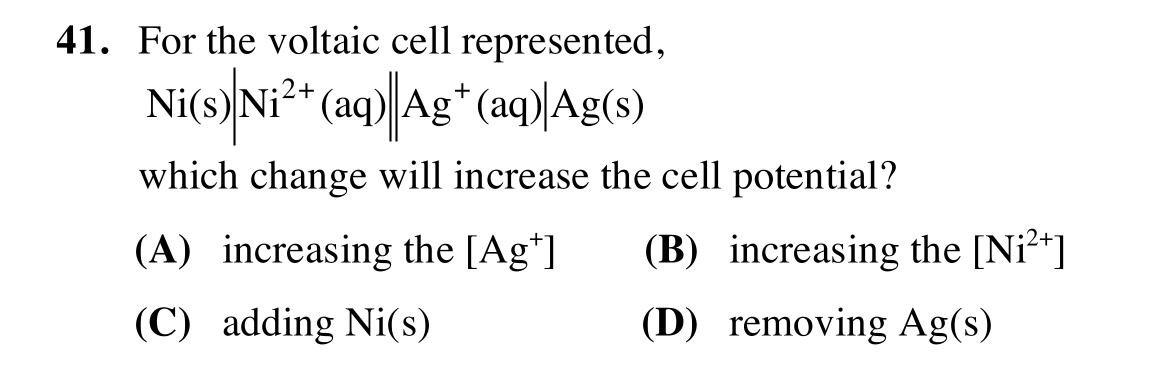 41. For the voltaic cell represented,
Ni(s)|Ni²⁺(aq)||Ag⁺(aq)|Ag(s)
which change will increase the cell potential?
(A) increasing the [Ag⁺] (B) increasing the [Ni²⁺]
(C) adding Ni(s) (D) removing Ag(s)